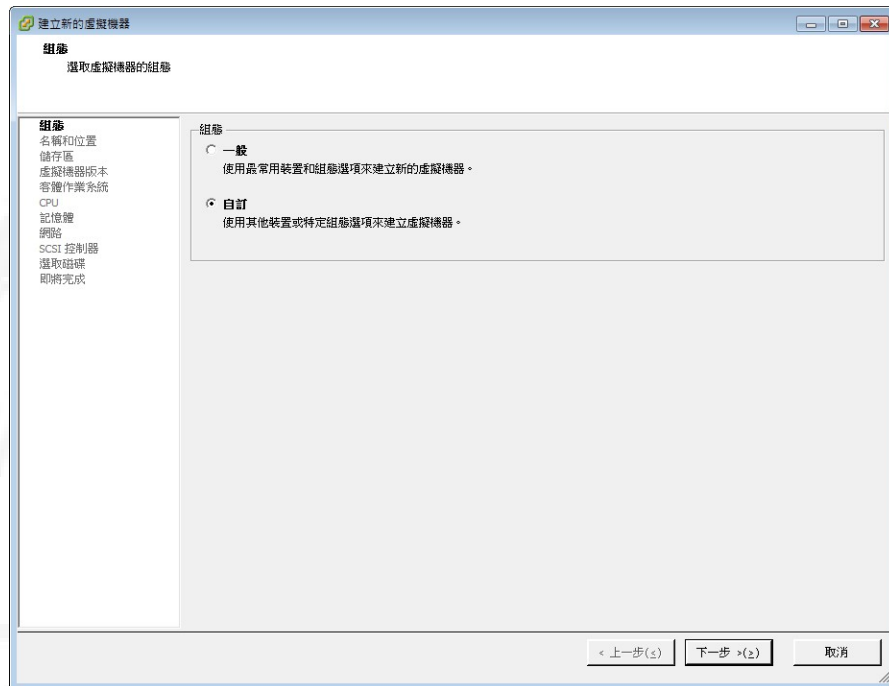 建立新的虛擬機器
組態
選取虛擬機器的組態
組態
名稱和位置
儲存區
虛擬機器版本
客體作業系統
CPU
記憶體
網路
SCSI 控制器
選取磁碟
即將完成
組態
一般
使用最常用裝置和組態選項來建立新的虛擬機器。
自訂
使用其他裝置或特定組態選項來建立虛擬機器。
< 上一步(≤)
下一步 >(≥)
取消